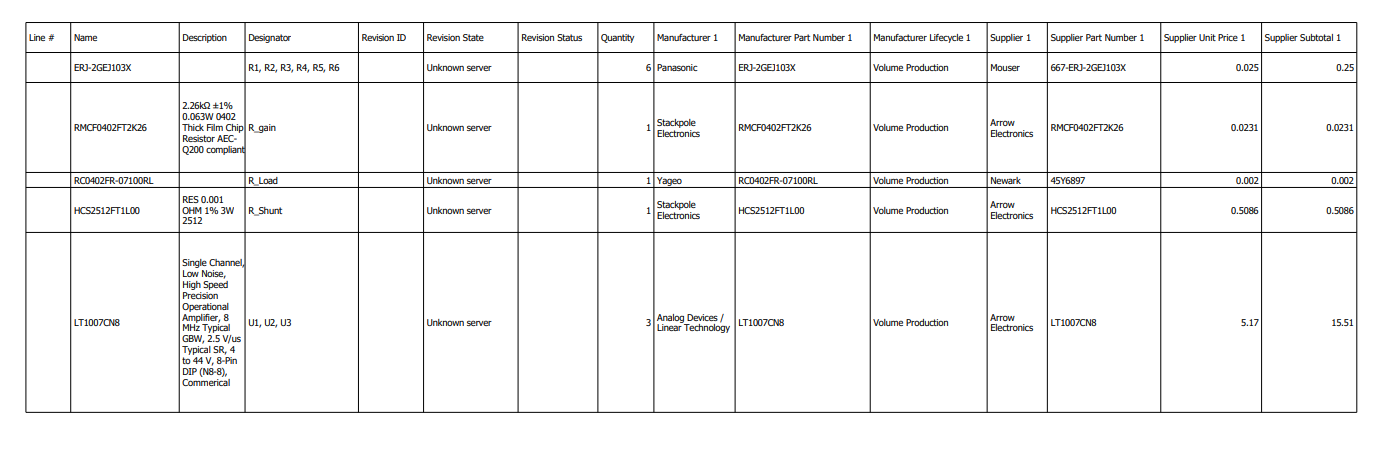 Line # Name Description Designator Revision ID Revision State Revision Status Quantity Manufacturer 1 Manufacturer Part Number 1 Manufacturer Lifecycle 1 Supplier 1 Supplier Part Number 1 Supplier Unit Price 1 Supplier Subtotal 1
ERJ-2GEJ103X R1, R2, R3, R4, R5, R6 Unknown server 6 Panasonic ERJ-2GEJ103X Volume Production Mouser 667-ERJ-2GEJ103X 0.025 0.25
RMCF0402FT2K26
2.26kΩ ±1%
0.063W 0402
Thick Film Chip
Resistor AEC-
Q200 compliant
R_gain Unknown server 1
Stackpole
Electronics
RMCF0402FT2K26 Volume Production
Arrow
Electronics
RMCF0402FT2K26 0.0231 0.0231
RC0402FR-07100RL R_Load Unknown server 1 Yageo RC0402FR-07100RL Volume Production Newark 45Y6897 0.002 0.002
HCS2512FT1L00
RES 0.001
OHM 1% 3W
2512
R_Shunt Unknown server 1
Stackpole
Electronics
HCS2512FT1L00 Volume Production
Arrow
Electronics
HCS2512FT1L00 0.5086 0.5086
LT1007CN8
Single Channel,
Low Noise,
High Speed
Precision
Operational
Amplifier, 8
MHz Typical
GBW, 2.5 V/us
Typical SR, 4
to 44 V, 8-Pin
DIP (N8-8),
Commerical
U1, U2, U3 Unknown server 3
Analog Devices /
Linear Technology
LT1007CN8 Volume Production
Arrow
Electronics
LT1007CN8 5.17 15.51